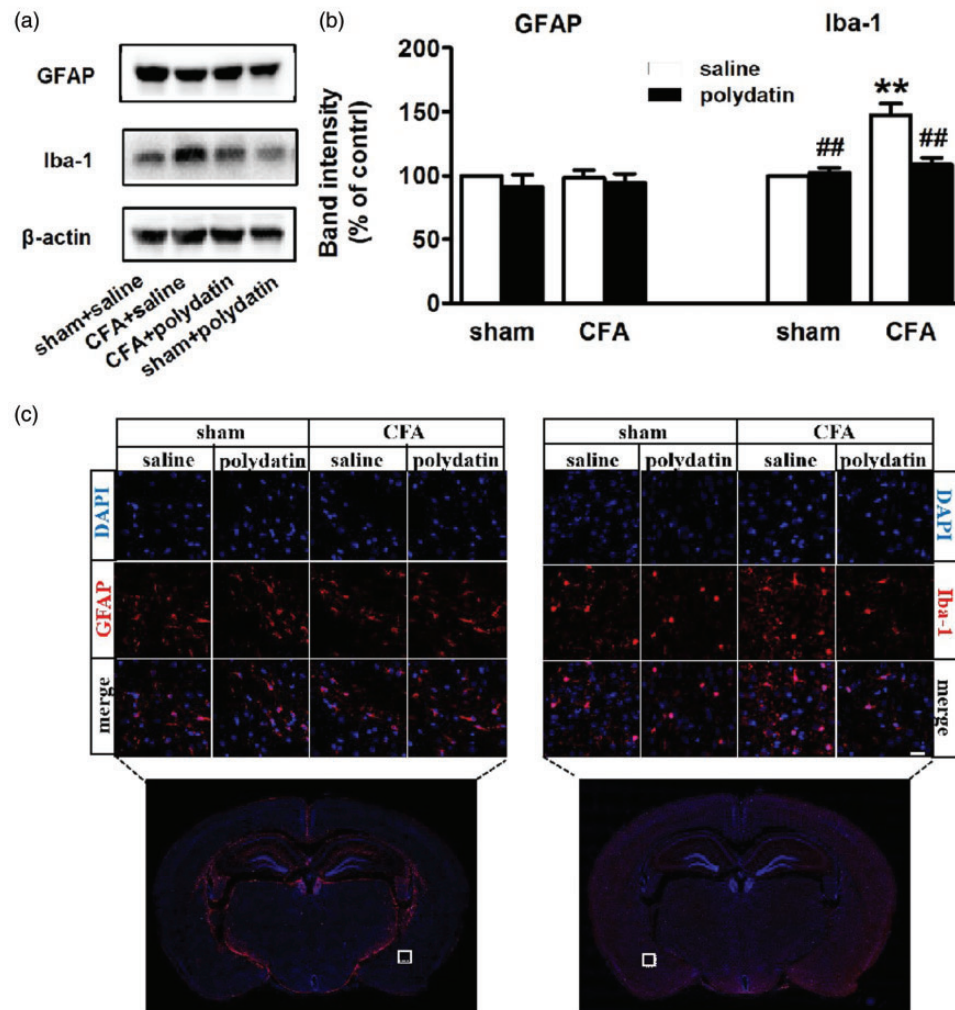 (a)
GFAP
Iba-1
β-actin
sham+saline
CFA+saline
CFA+polydatin
sham+polydatin
(b)
GFAP
Iba-1
saline
polydatin
Band intensity
(% of contrl)
200
150
100
50
0
**
##
##
sham
CFA
sham
CFA
(c)
sham
CFA
saline
polydatin
saline
polydatin
DAPI
GFAP
merge
sham
CFA
saline
polydatin
saline
polydatin
DAPI
Iba-1
merge